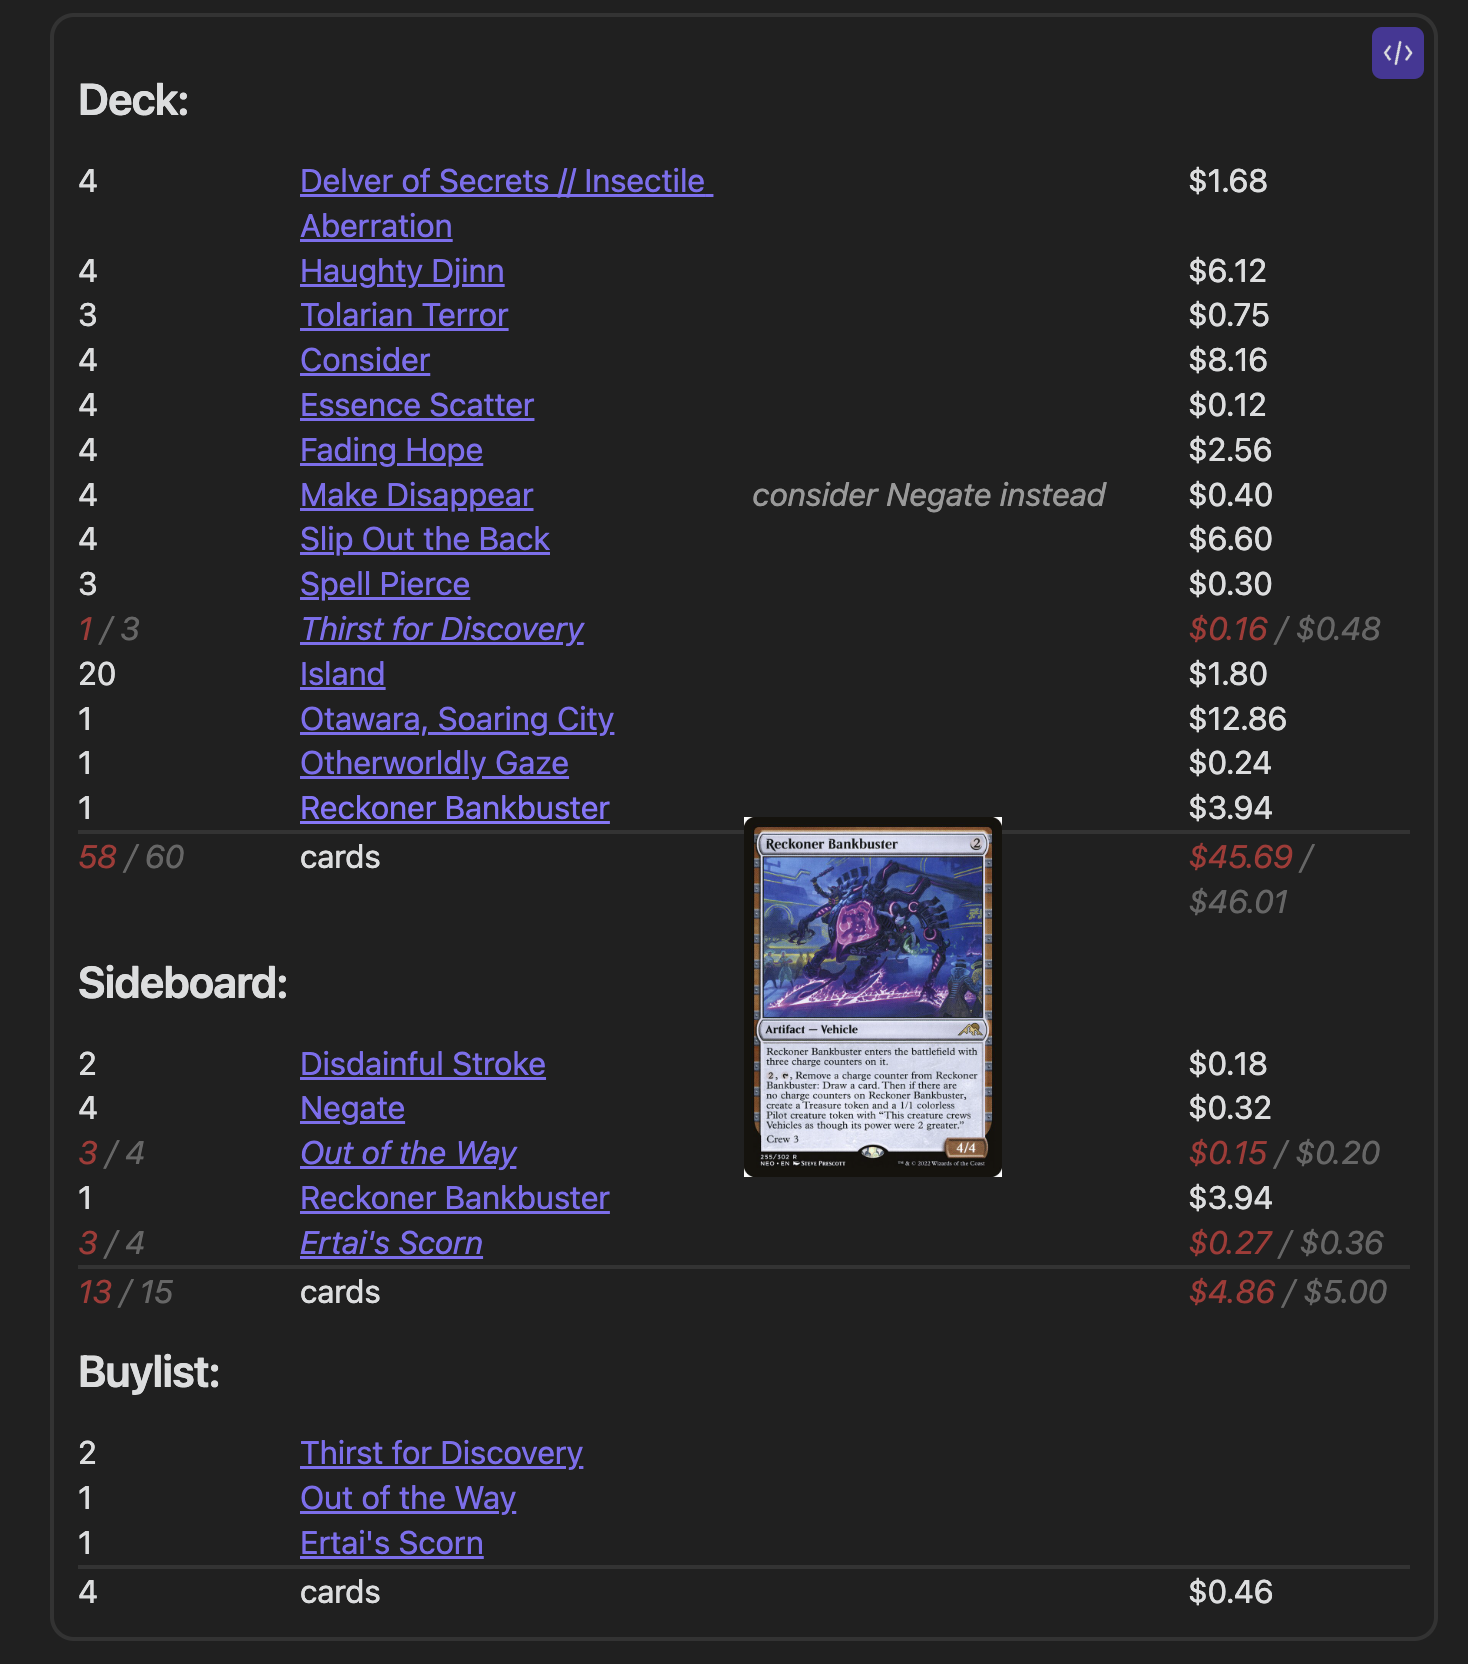 </>
Deck:
4 Delver of Secrets // Insectile $1.68
Aberration
4 Haughty Djinn $6.12
3 Tolarian Terror $0.75
4 Consider $8.16
4 Essence Scatter $0.12
4 Fading Hope $2.56
4 Make Disappear consider Negate instead $0.40
4 Slip Out the Back $6.60
3 Spell Pierce $0.30
1 / 3 Thirst for Discovery $0.16 / $0.48
20 Island $1.80
1 Otawara, Soaring City $12.86
1 Otherworldly Gaze $0.24
1 Reckoner Bankbuster $3.94
58 / 60 cards $45.69 /
$46.01
Reckoner Bankbuster 2
Artifact — Vehicle
Reckoner Bankbuster enters the battlefield with
three charge counters on it.
2, T, Remove a charge counter from Reckoner
Bankbuster: Draw a card. Then if there are
no charge counters on Reckoner Bankbuster,
create a Treasure token and a 1/1 colorless
Pilot creature token with "This creature crews
Vehicles as though its power were 2 greater."
Crew 3
4/4
255/302 R
NEO • EN Steve Prescott ™ & © 2022 Wizards of the Coast
Sideboard:
2 Disdainful Stroke $0.18
4 Negate $0.32
3 / 4 Out of the Way $0.15 / $0.20
1 Reckoner Bankbuster $3.94
3 / 4 Ertai's Scorn $0.27 / $0.36
13 / 15 cards $4.86 / $5.00
Buylist:
2 Thirst for Discovery
1 Out of the Way
1 Ertai's Scorn
4 cards $0.46